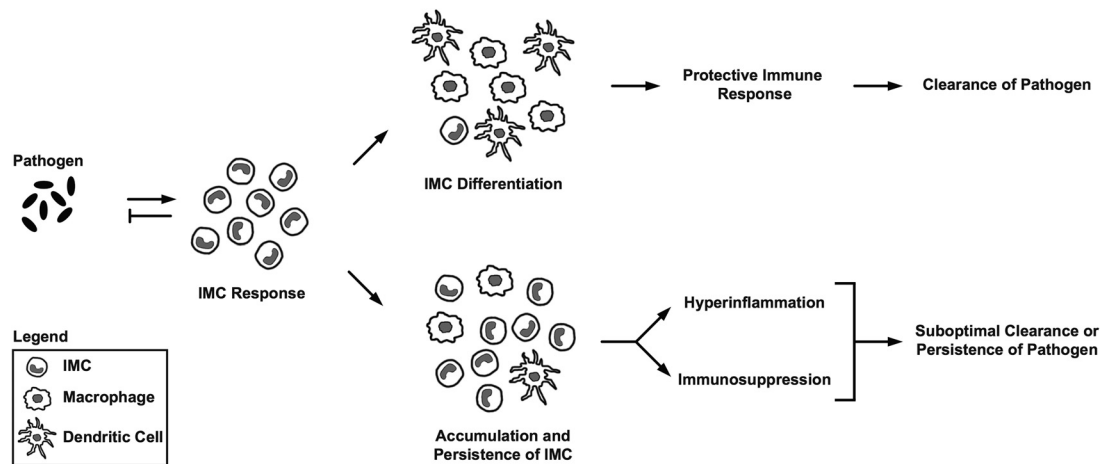 Pathogen
IMC Response
IMC Differentiation
Protective Immune
Response
Clearance of Pathogen
Accumulation and
Persistence of IMC
Hyperinflammation
Immunosuppression
Suboptimal Clearance or
Persistence of Pathogen
Legend
IMC
Macrophage
Dendritic Cell